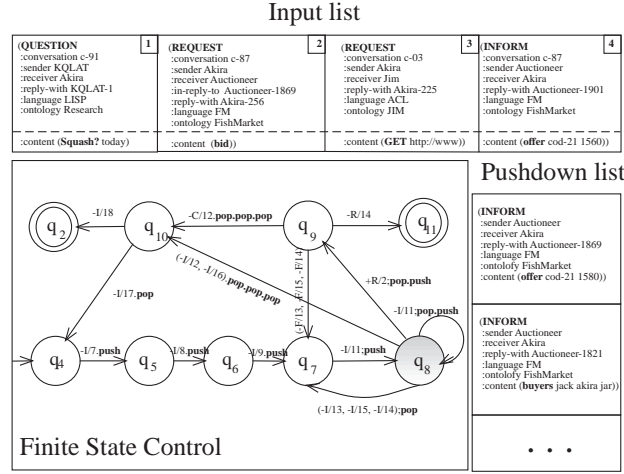 Input list
(QUESTION 1
:conversation c-91
:sender KQLAT
:receiver Akira
:reply-with KQLAT-1
:language LISP
:ontology Research
:content (Squash? today)
(REQUEST 2
:conversation c-87
:sender Akira
:receiver Auctioneer
:in-reply-to Auctioneer-1869
:reply-with Akira-256
:language FM
:ontology FishMarket
:content (bid))
(REQUEST 3
:conversation c-03
:sender Akira
:receiver Jim
:reply-with Akira-225
:language ACL
:ontology JIM
:content (GET http://www))
(INFORM 4
:conversation c-87
:sender Auctioneer
:receiver Akira
:reply-with Auctioneer-1901
:language FM
:ontology FishMarket
:content (offer cod-21 1560))
Pushdown list
(INFORM
:sender Auctioneer
:receiver Akira
:reply-with Auctioneer-1869
:language FM
:ontolofy FishMarket
:content (offer cod-21 1580))
(INFORM
:sender Auctioneer
:receiver Akira
:reply-with Auctioneer-1821
:language FM
:ontolofy FishMarket
:content (buyers jack akira jar))
. . .
q2
-I/18
q10
-C/12.pop.pop.pop
q9
-R/14
q11
(-I/12, -I/16).pop.pop.pop
(-F/13, -F/15, -F/14)
+R/2;pop.push
-I/11;pop.push
-I/17.pop
q4
-I/7.push
q5
-I/8.push
q6
-I/9.push
q7
-I/11;push
q8
(-I/13, -I/15, -I/14);pop
Finite State Control